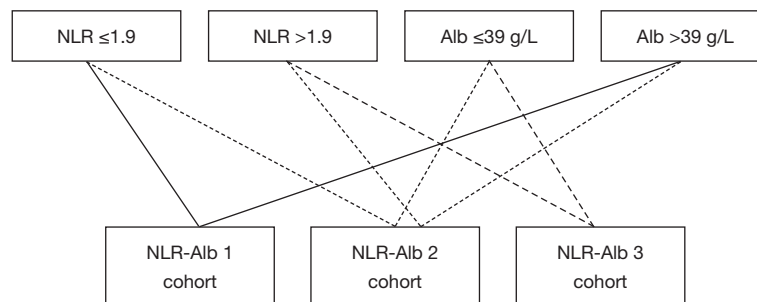 NLR ≤1.9
NLR >1.9
Alb ≤39 g/L
Alb >39 g/L
NLR-Alb 1
cohort
NLR-Alb 2
cohort
NLR-Alb 3
cohort